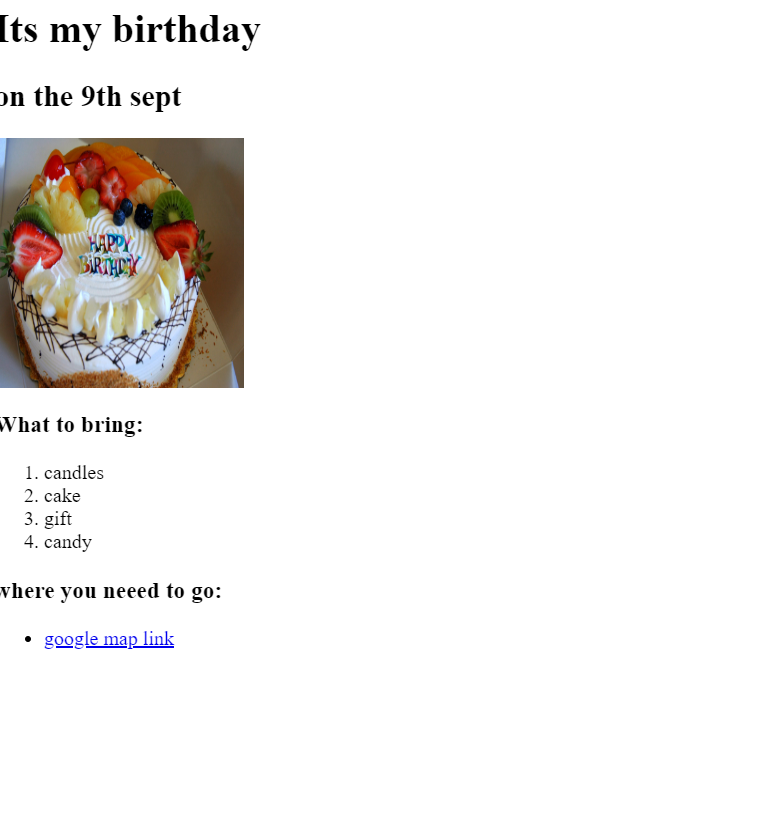 Its my birthday
on the 9th sept
HAPPY
BiRTHDAY
What to bring:
1. candles
2. cake
3. gift
4. candy
where you neeed to go:
• google map link